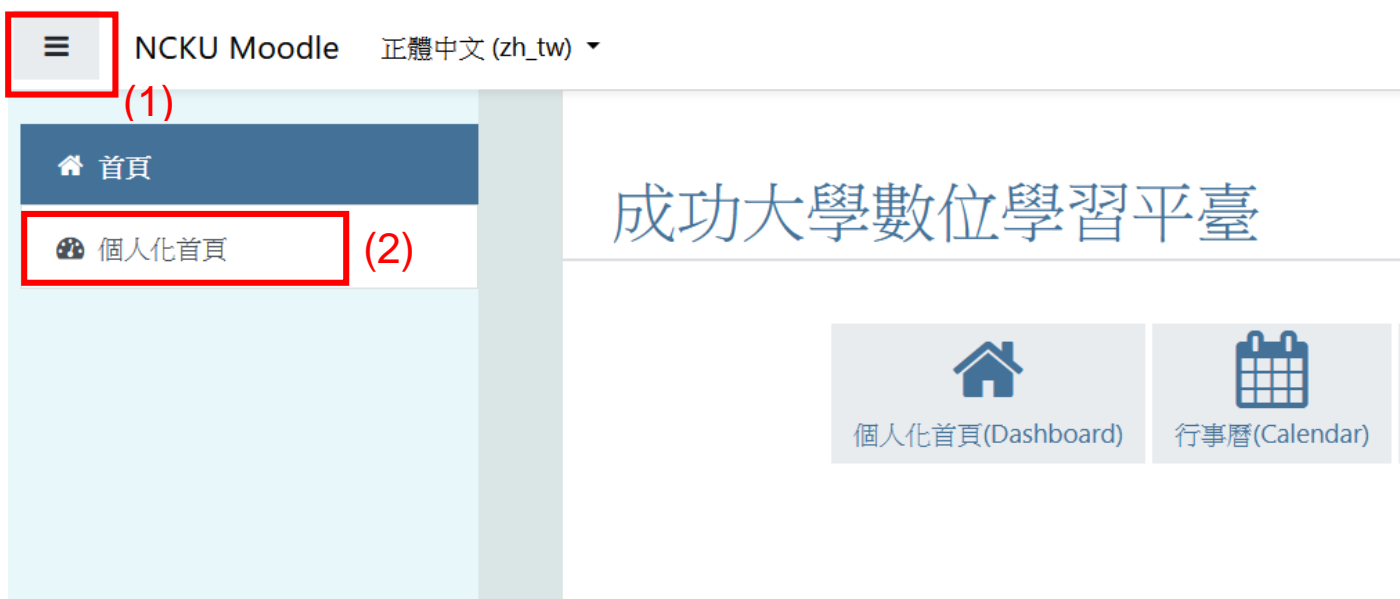 NCKU Moodle 正體中文 (zh_tw)
(1)
首頁
個人化首頁 (2)
成功大學數位學習平臺
個人化首頁(Dashboard) 行事曆(Calendar)